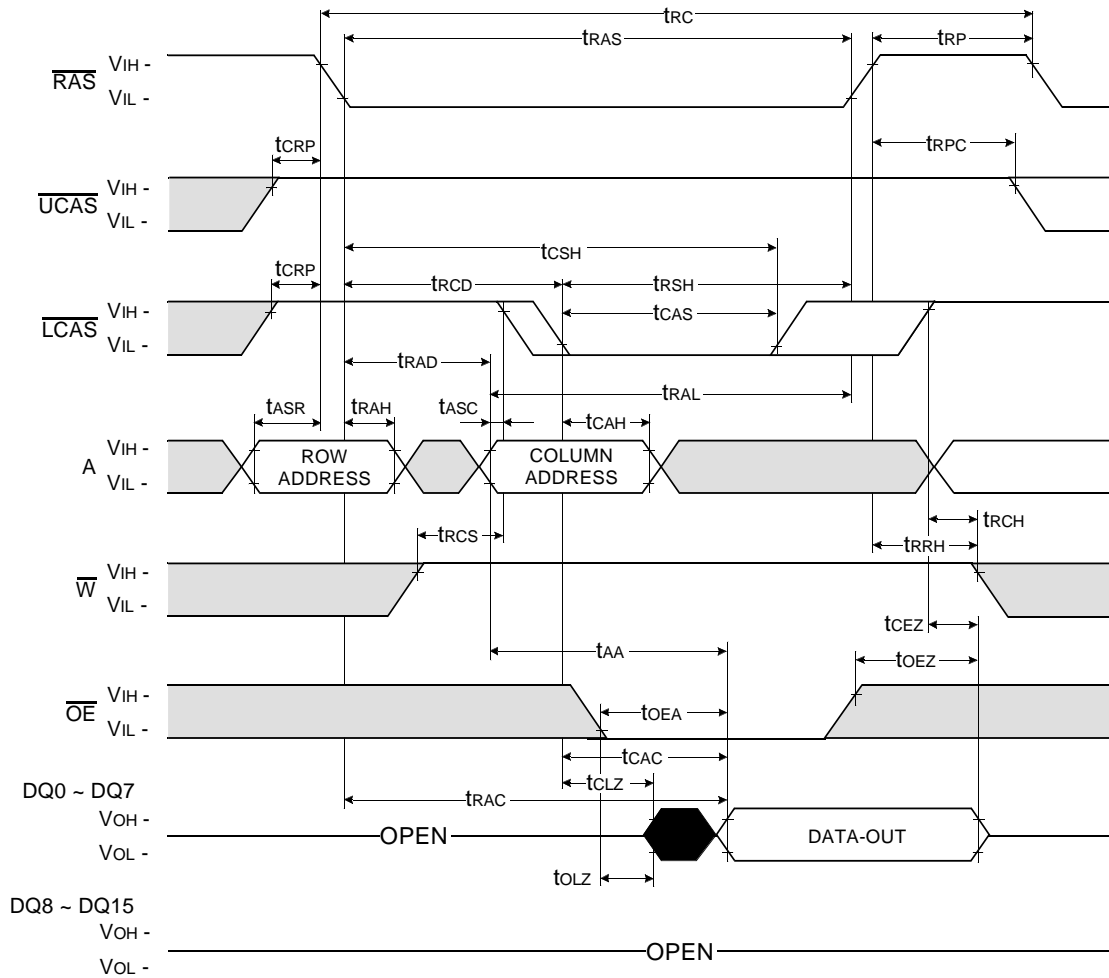 tRC
tRAS
tRP
RAS
VIH -
VIL -
tCRP
tRPC
UCAS
VIH -
VIL -
tCSH
tCRP
tRCD
tRSH
LCAS
VIH -
VIL -
tCAS
tRAD
tRAL
tASR
tRAH
tASC
tCAH
A
VIH -
VIL -
ROW
ADDRESS
COLUMN
ADDRESS
tRCH
tRCS
tRRH
W
VIH -
VIL -
tCEZ
tAA
tOEZ
OE
VIH -
VIL -
tOEA
tCAC
tCLZ
DQ0 ~ DQ7
tRAC
VOH -
VOL -
OPEN
DATA-OUT
tOLZ
DQ8 ~ DQ15
VOH -
VOL -
OPEN